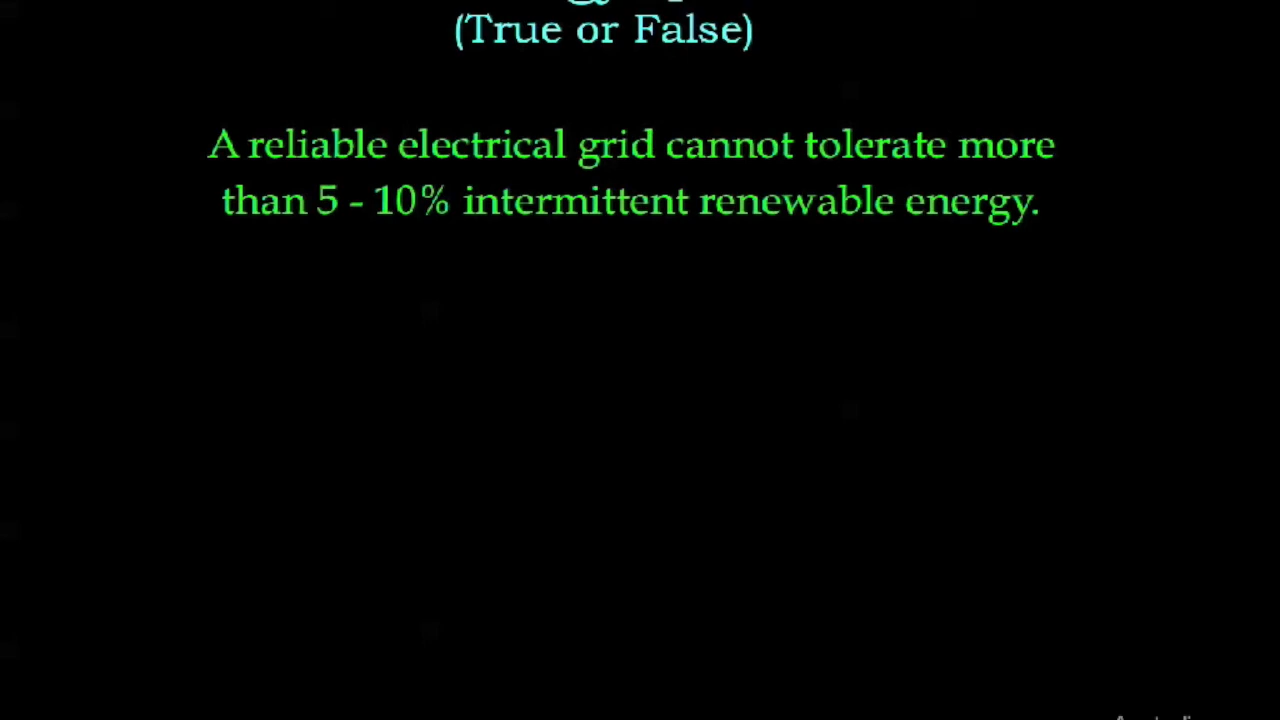 (True or False)
A reliable electrical grid cannot tolerate more
than 5 - 10% intermittent renewable energy.